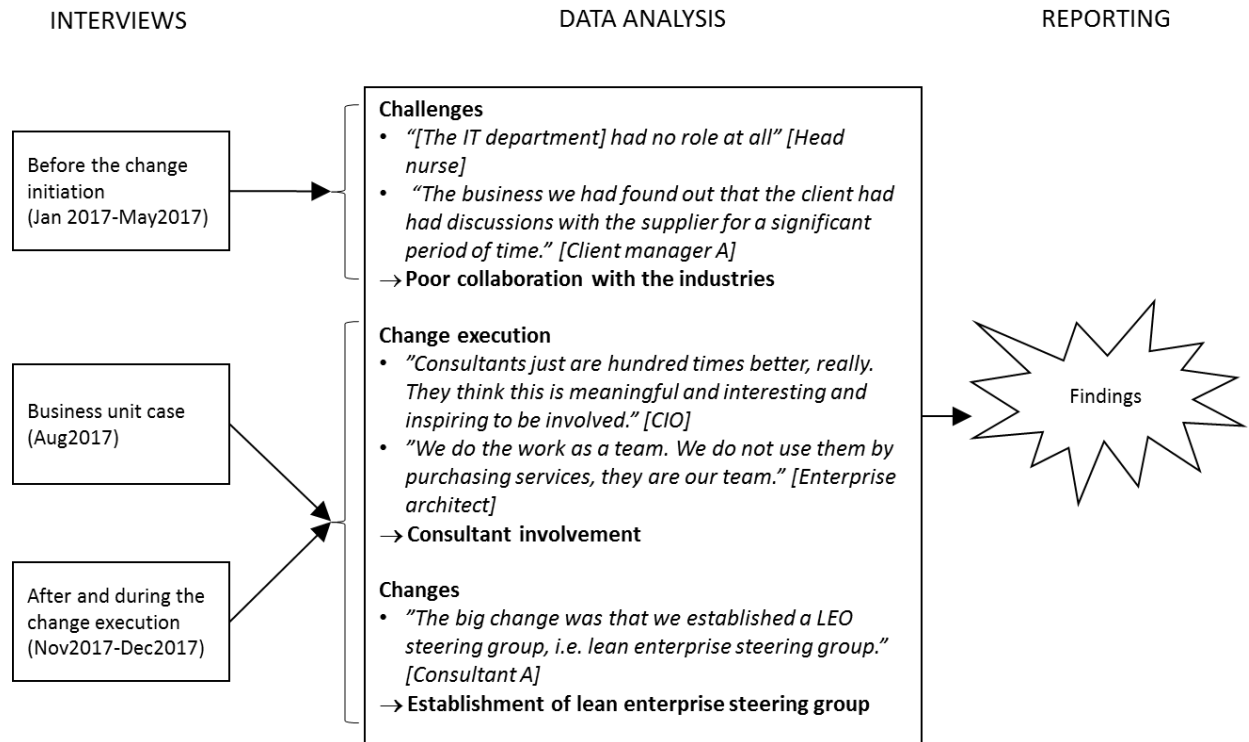 INTERVIEWS
DATA ANALYSIS
REPORTING
Before the change
initiation
(Jan 2017-May2017)
Business unit case
(Aug2017)
After and during the
change execution
(Nov2017-Dec2017)
Challenges
• “[The IT department] had no role at all” [Head
nurse]
• “The business we had found out that the client had
had discussions with the supplier for a significant
period of time.” [Client manager A]
→ Poor collaboration with the industries
Change execution
• ”Consultants just are hundred times better, really.
They think this is meaningful and interesting and
inspiring to be involved.” [CIO]
• ”We do the work as a team. We do not use them by
purchasing services, they are our team.” [Enterprise
architect]
→ Consultant involvement
Changes
• ”The big change was that we established a LEO
steering group, i.e. lean enterprise steering group.”
[Consultant A]
→ Establishment of lean enterprise steering group
Findings